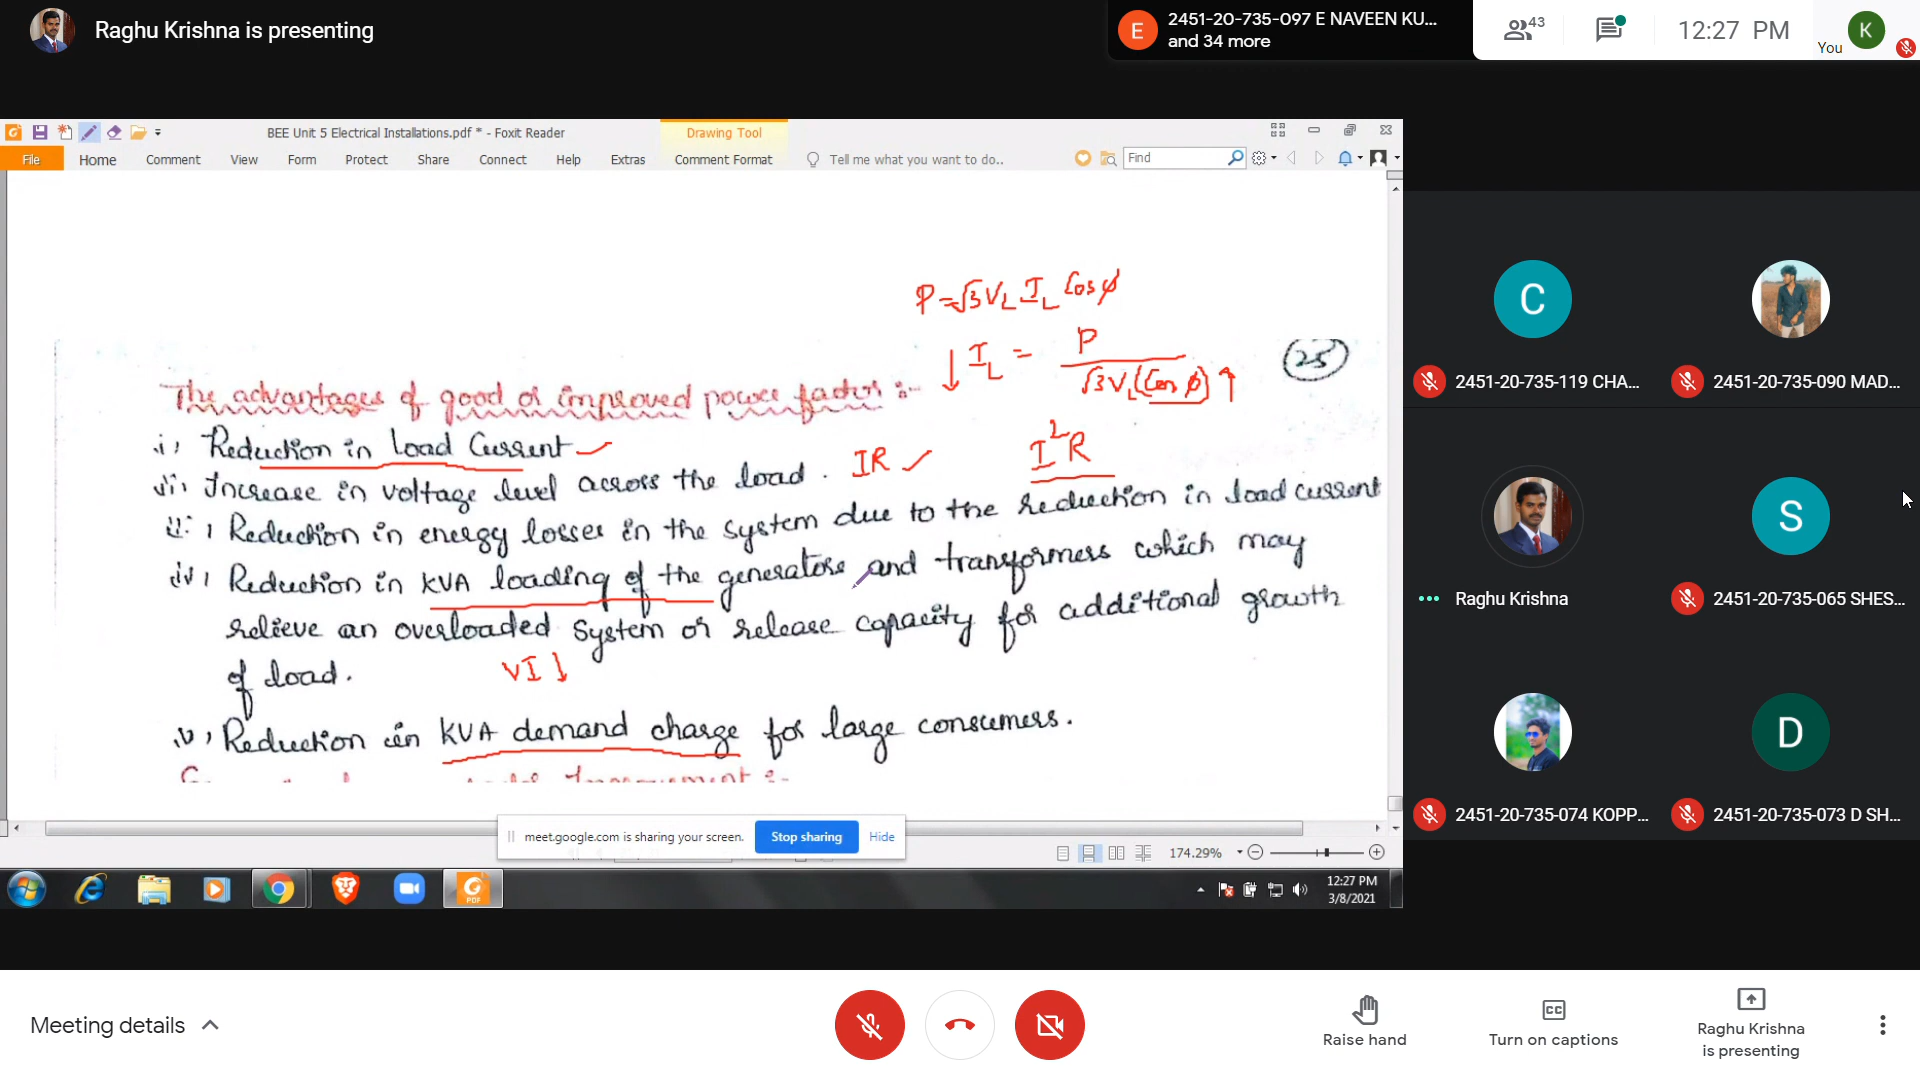 Raghu Krishna is presenting
2451-20-735-097 E NAVEEN KU...
and 34 more
E
43
12:27 PM
You
K
BEE Unit 5 Electrical Installations.pdf * - Foxit Reader
Drawing Tool
File Home Comment View Form Protect Share Connect Help Extras Comment Format Tell me what you want to do.. Find
P=√3 VL IL Cosϕ
↓ IL = P
√3 VL (Cosϕ) ↑
25
The advantages of good or improved power factor :-
i) Reduction in Load Current
IR ✓
I²R
ii) Increase in voltage level across the load.
iii) Reduction in energy losses in the system due to the reduction in load current
iv) Reduction in KVA loading of the generators and transformers which may
relieve an overloaded system or release capacity for additional growth
of load.
VI ↓
v) Reduction in KVA demand charge for large consumers.
meet.google.com is sharing your screen. Stop sharing Hide
174.29%
PDF
12:27 PM
3/8/2021
C
2451-20-735-119 CHA...
2451-20-735-090 MAD...
Raghu Krishna
S
2451-20-735-065 SHES...
2451-20-735-074 KOPP...
D
2451-20-735-073 D SH...
Meeting details
Raise hand
CC
Turn on captions
Raghu Krishna
is presenting